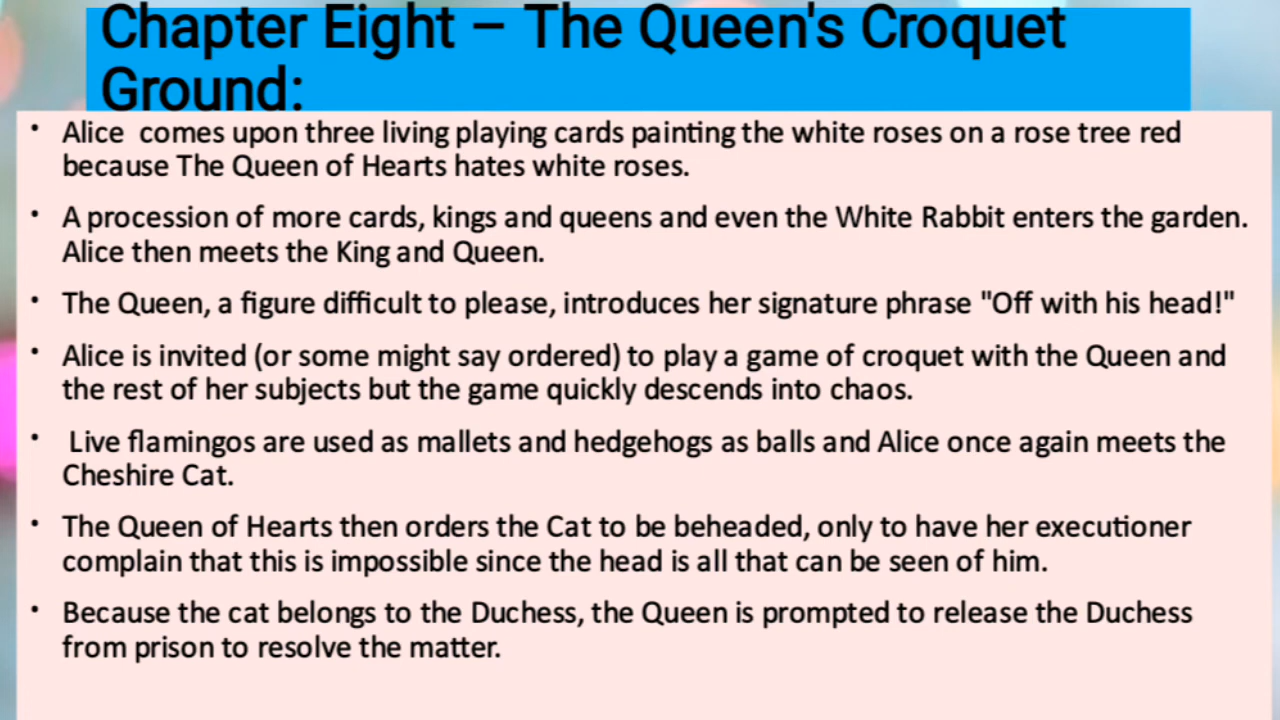 Chapter Eight – The Queen's Croquet
Ground:
• Alice  comes upon three living playing cards painting the white roses on a rose tree red
because The Queen of Hearts hates white roses.
• A procession of more cards, kings and queens and even the White Rabbit enters the garden.
Alice then meets the King and Queen.
• The Queen, a figure difficult to please, introduces her signature phrase "Off with his head!"
• Alice is invited (or some might say ordered) to play a game of croquet with the Queen and
the rest of her subjects but the game quickly descends into chaos.
• Live flamingos are used as mallets and hedgehogs as balls and Alice once again meets the
Cheshire Cat.
• The Queen of Hearts then orders the Cat to be beheaded, only to have her executioner
complain that this is impossible since the head is all that can be seen of him.
• Because the cat belongs to the Duchess, the Queen is prompted to release the Duchess
from prison to resolve the matter.